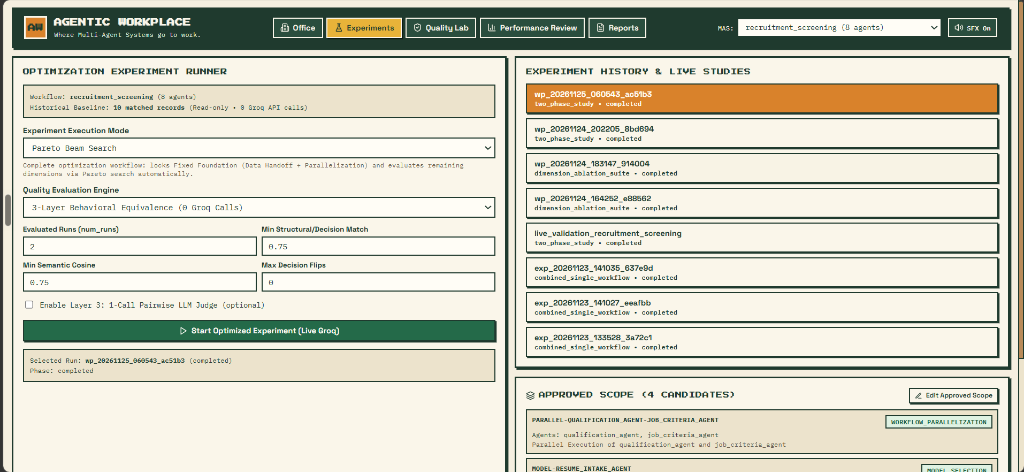 AW
AGENTIC WORKPLACE
Where Multi-Agent Systems go to work.
Office
Experiments
Quality Lab
Performance Review
Reports
MAS:
recruitment_screening (8 agents)
SFX On
OPTIMIZATION EXPERIMENT RUNNER
Workflow: recruitment_screening (8 agents)
Historical Baseline: 10 matched records (Read-only • 0 Groq API calls)
Experiment Execution Mode
Pareto Beam Search
Complete optimization workflow: locks Fixed Foundation (Data Handoff + Parallelization) and evaluates remaining
dimensions via Pareto search automatically.
Quality Evaluation Engine
3-Layer Behavioral Equivalence (0 Groq Calls)
Evaluated Runs (num_runs)
Min Structural/Decision Match
2
0.75
Min Semantic Cosine
Max Decision Flips
0.75
0
Enable Layer 3: 1-Call Pairwise LLM Judge (optional)
Start Optimized Experiment (Live Groq)
Selected Run: wp_20261125_060543_ac51b3 (completed)
Phase: completed
EXPERIMENT HISTORY & LIVE STUDIES
wp_20261125_060543_ac51b3
two_phase_study • completed
wp_20261124_202205_8bd694
two_phase_study • completed
wp_20261124_183147_914004
dimension_ablation_suite • completed
wp_20261124_164252_e88562
dimension_ablation_suite • completed
live_validation_recruitment_screening
two_phase_study • completed
exp_20261123_141035_637e9d
combined_single_workflow • completed
exp_20261123_141027_eeafbb
combined_single_workflow • completed
exp_20261123_133528_3a72c1
combined_single_workflow • completed
APPROVED SCOPE (4 CANDIDATES)
Edit Approved Scope
PARALLEL-QUALIFICATION_AGENT-JOB_CRITERIA_AGENT
WORKFLOW_PARALLELIZATION
Agents: qualification_agent, job_criteria_agent
Parallel Execution of qualification_agent and job_criteria_agent
MODEL-RESUME_INTAKE_AGENT
MODEL_SELECTION